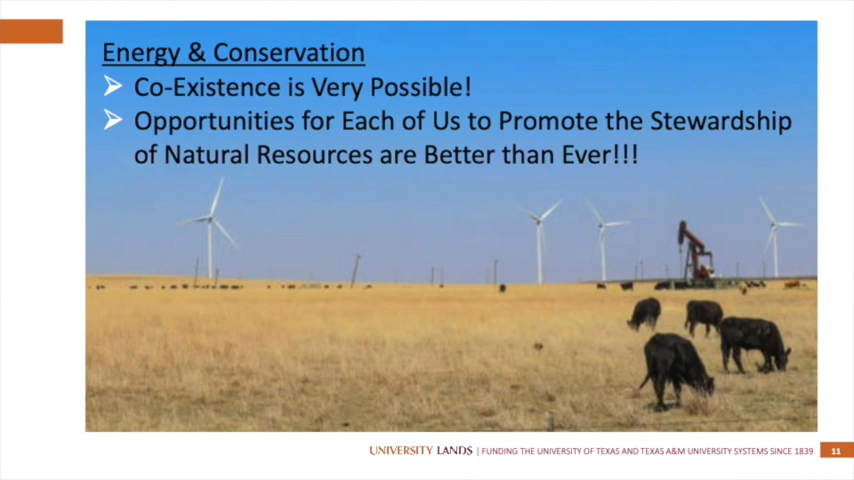 Energy & Conservation
Co-Existence is Very Possible!
Opportunities for Each of Us to Promote the Stewardship
of Natural Resources are Better than Ever!!!
UNIVERSITY LANDS | FUNDING THE UNIVERSITY OF TEXAS AND TEXAS A&M UNIVERSITY SYSTEMS SINCE 1839 11